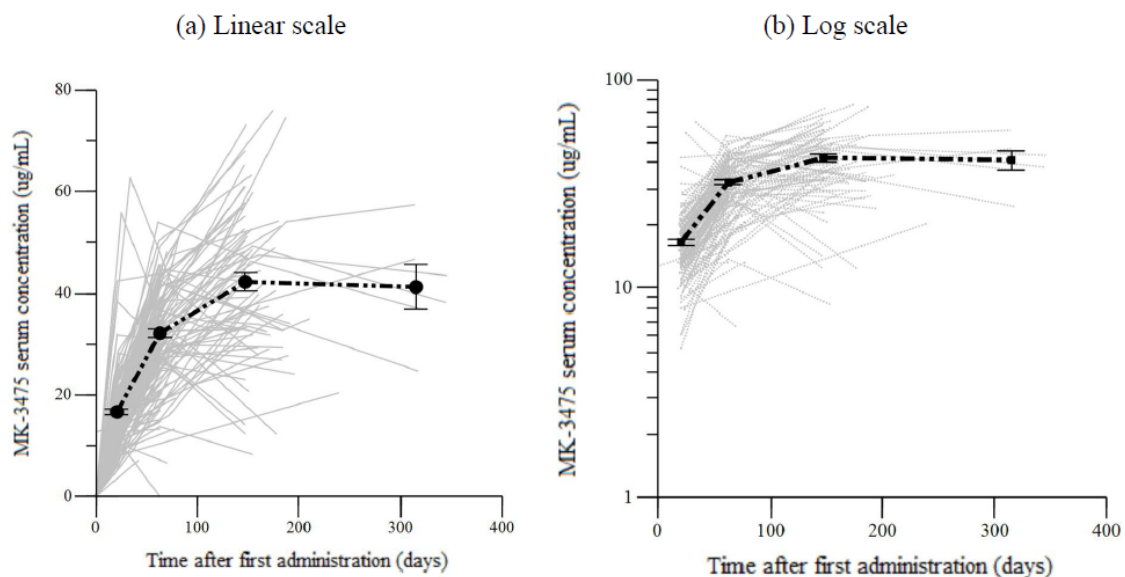 (a) Linear scale
(b) Log scale
MK-3475 serum concentration (ug/mL)
80
60
40
20
0
0 100 200 300 400
Time after first administration (days)
MK-3475 serum concentration (ug/mL)
100
10
1
0 100 200 300 400
Time after first administration (days)